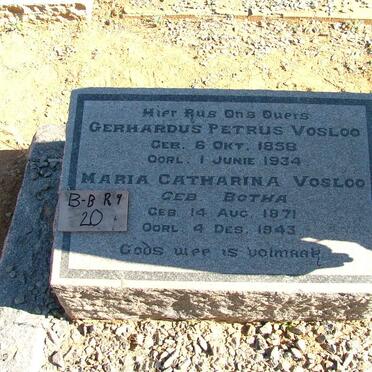 Hier Rus Ons Ouers
Gerhardus Petrus Vosloo
Geb. 6 Okt. 1858
Oorl. 1 Junie 1934
Maria Catharina Vosloo
Geb. Botha
Geb. 14 Aug. 1871
Oorl. 4 Des. 1943
Gods weg is volmaak
B-B R9
20